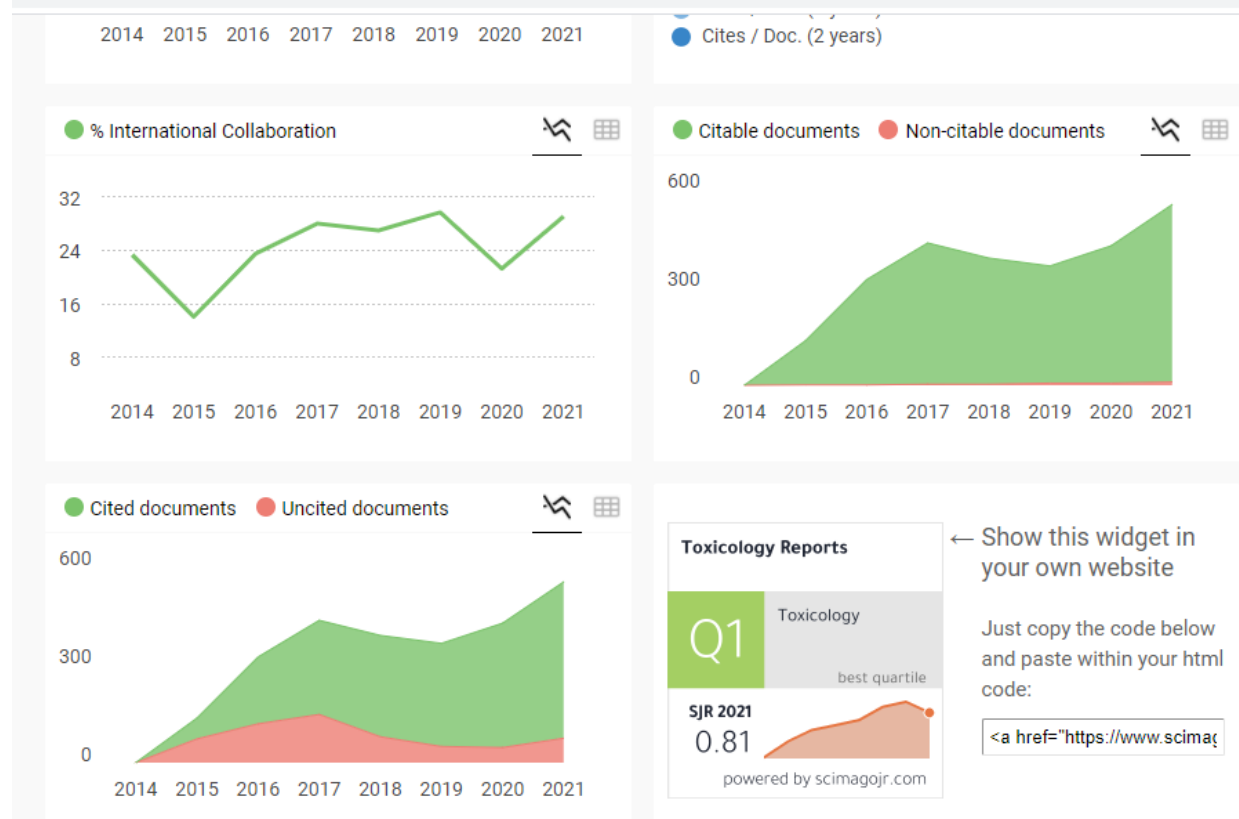 2014 2015 2016 2017 2018 2019 2020 2021
Cites / Doc. (2 years)
% International Collaboration
32
24
16
8
2014 2015 2016 2017 2018 2019 2020 2021
Citable documents Non-citable documents
600
300
0
2014 2015 2016 2017 2018 2019 2020 2021
Cited documents Uncited documents
600
300
0
2014 2015 2016 2017 2018 2019 2020 2021
Toxicology Reports
Q1
Toxicology
best quartile
SJR 2021
0.81
powered by scimagojr.com
← Show this widget in
your own website
Just copy the code below
and paste within your html
code:
<a href="https://www.scimag